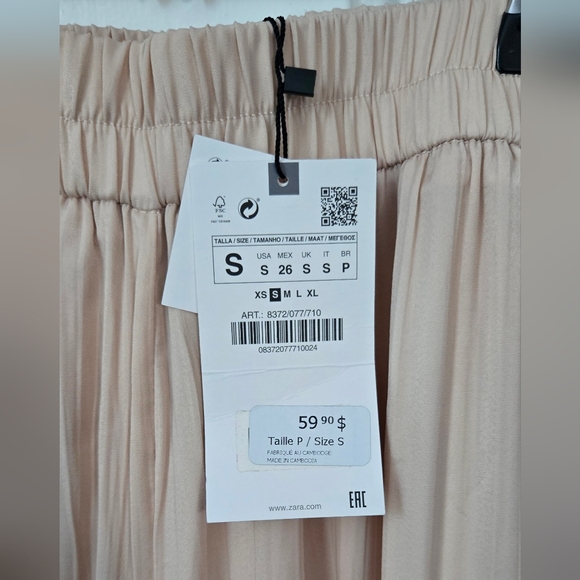 FSC
TALLA / SIZE / TAMANHO / TAILLE / MAAT / ΜΕΓΕΘΟΣ
S
USA MEX UK IT BR
S 26 S S P
XS S M L XL
ART.: 8372/077/710
08372077710024
59 90 $
Taille P / Size S
FABRIQUÉ AU CAMBODGE
MADE IN CAMBODIA
www.zara.com
EAC